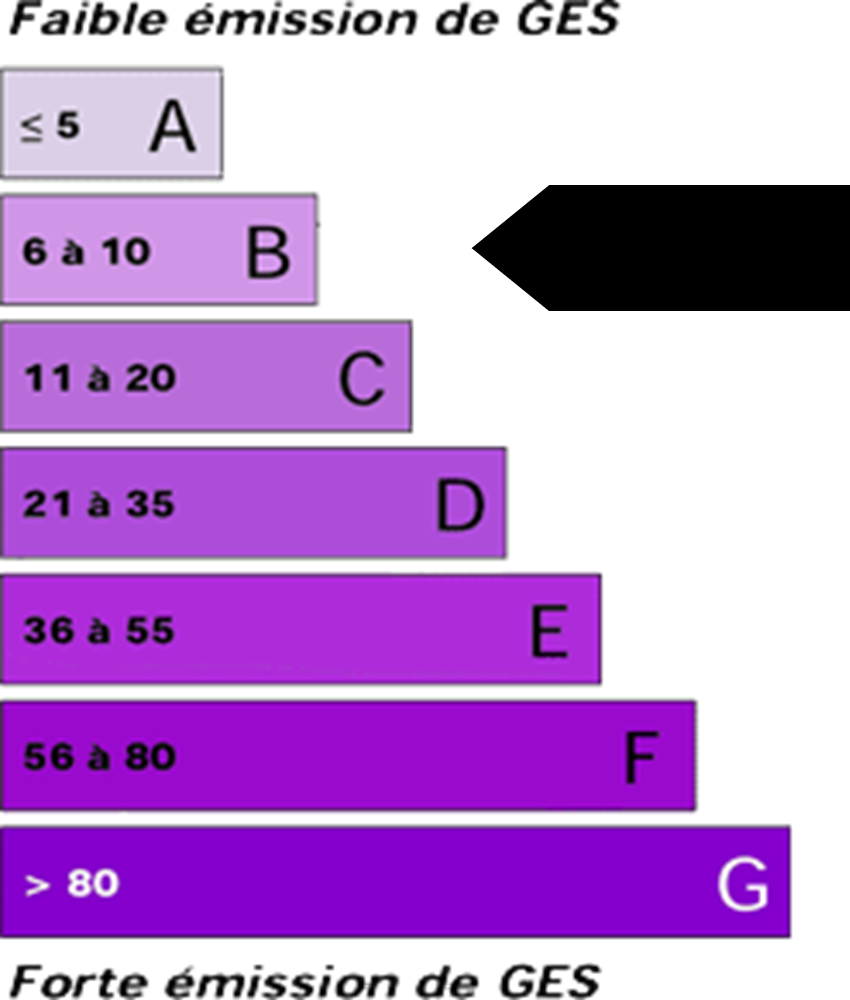 Faible émission de GES
≤ 5 A
6 à 10 B
11 à 20 C
21 à 35 D
36 à 55 E
56 à 80 F
> 80 G
Forte émission de GES